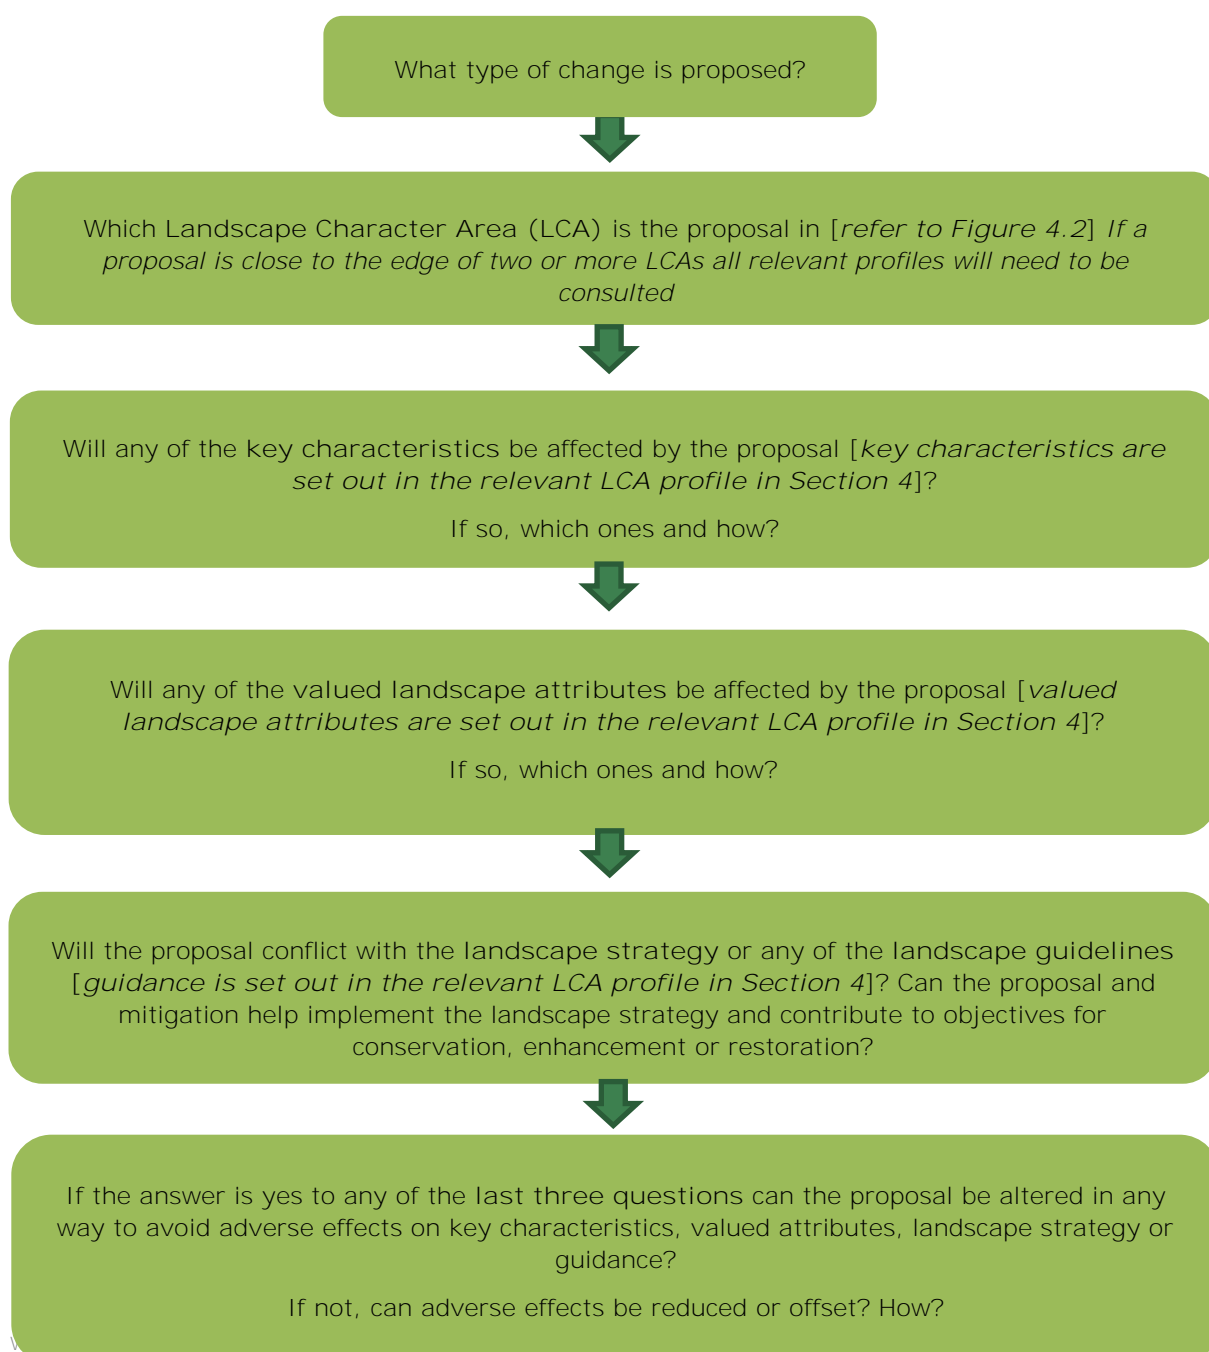 What type of change is proposed?
Which Landscape Character Area (LCA) is the proposal in [refer to Figure 4.2] If a
proposal is close to the edge of two or more LCAs all relevant profiles will need to be
consulted
Will any of the key characteristics be affected by the proposal [key characteristics are
set out in the relevant LCA profile in Section 4]?
If so, which ones and how?
Will any of the valued landscape attributes be affected by the proposal [valued
landscape attributes are set out in the relevant LCA profile in Section 4]?
If so, which ones and how?
Will the proposal conflict with the landscape strategy or any of the landscape guidelines
[guidance is set out in the relevant LCA profile in Section 4]? Can the proposal and
mitigation help implement the landscape strategy and contribute to objectives for
conservation, enhancement or restoration?
If the answer is yes to any of the last three questions can the proposal be altered in any
way to avoid adverse effects on key characteristics, valued attributes, landscape strategy or
guidance?
If not, can adverse effects be reduced or offset? How?